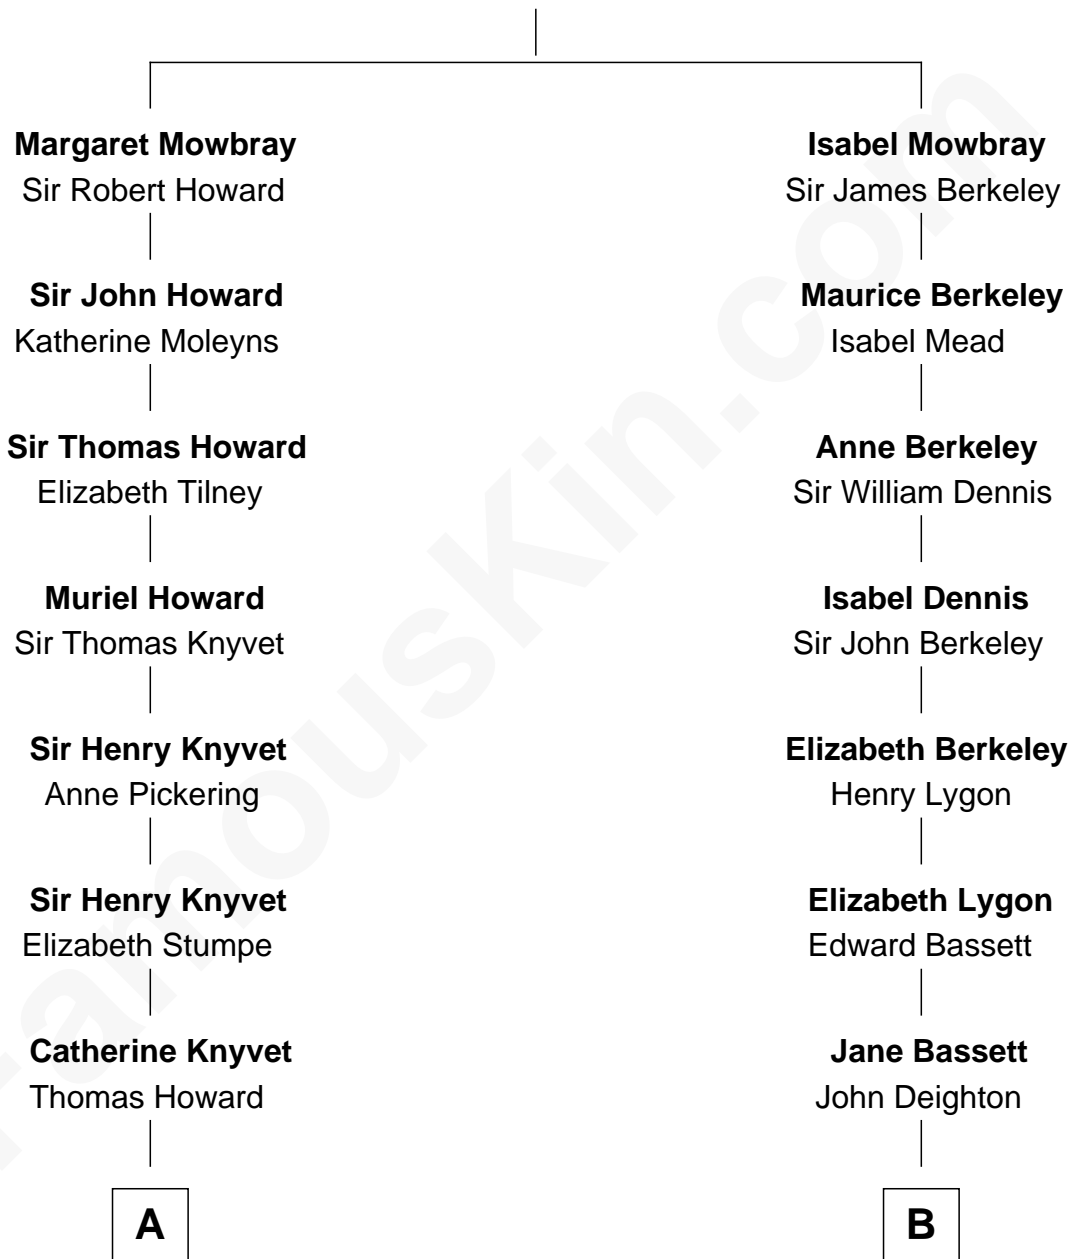 Margaret Mowbray
Sir Robert Howard
Isabel Mowbray
Sir James Berkeley
Sir John Howard
Katherine Moleyns
Maurice Berkeley
Isabel Mead
Sir Thomas Howard
Elizabeth Tilney
Anne Berkeley
Sir William Dennis
Muriel Howard
Sir Thomas Knyvet
Isabel Dennis
Sir John Berkeley
Sir Henry Knyvet
Anne Pickering
Elizabeth Berkeley
Henry Lygon
Sir Henry Knyvet
Elizabeth Stumpe
Elizabeth Lygon
Edward Bassett
Catherine Knyvet
Thomas Howard
Jane Bassett
John Deighton
A
B
FamousKin.com